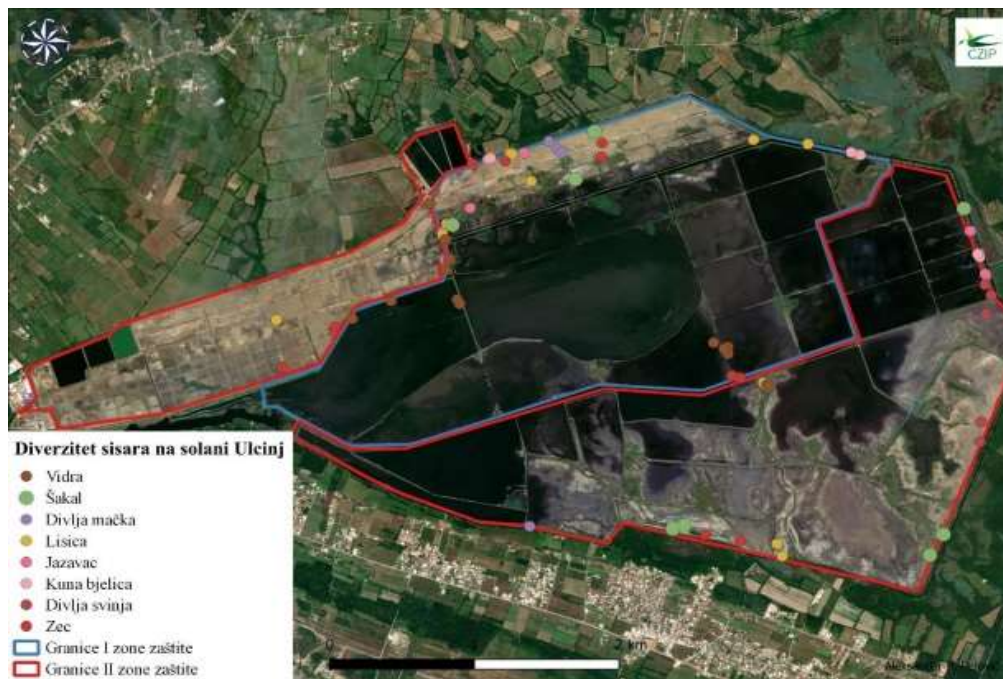 CZIP
Diverzitet sisara na solani Ulcinj
Vidra
Šakal
Divlja mačka
Lisica
Jazavac
Kuna bjelica
Divlja svinja
Zec
Granice I zone zaštite
Granice II zone zaštite
0
2 km